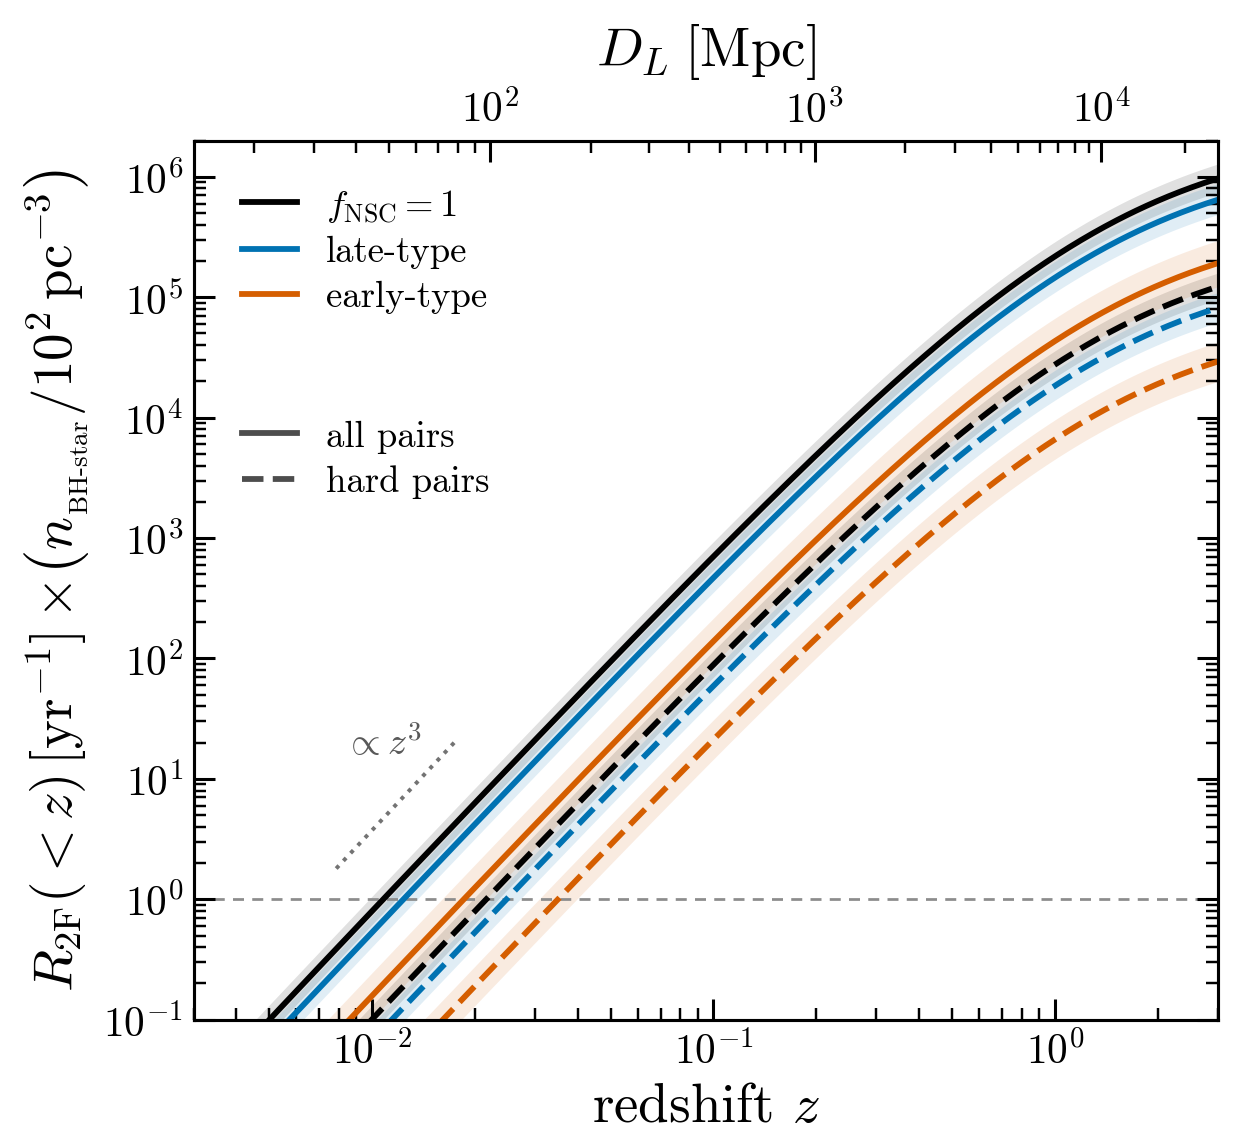 D_L [Mpc]
10^2 10^3 10^4
R_2F(< z) [yr^−1] × (n_BH-star/10^2 pc^−3)
10^6
10^5
10^4
10^3
10^2
10^1
10^0
10^−1
f_NSC = 1
late-type
early-type
all pairs
hard pairs
∝ z^3
10^−2 10^−1 10^0
redshift z